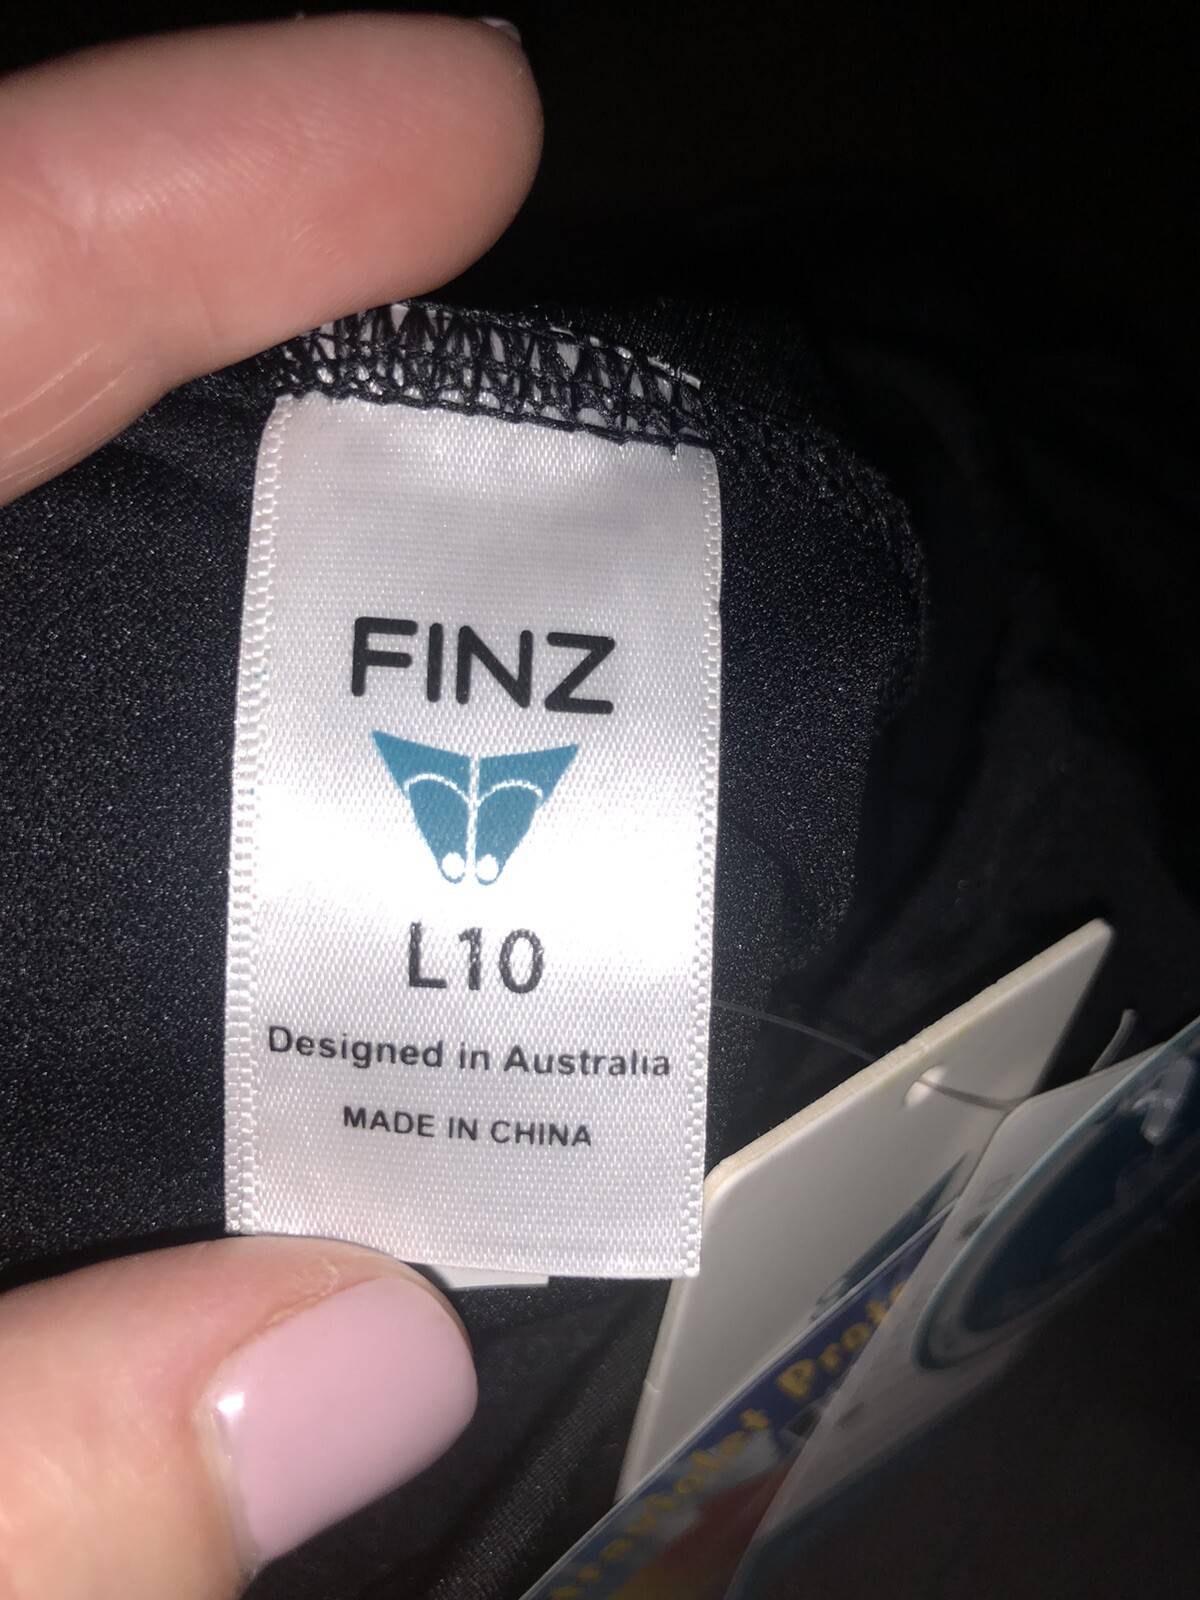 FINZ
L10
Designed in Australia
MADE IN CHINA